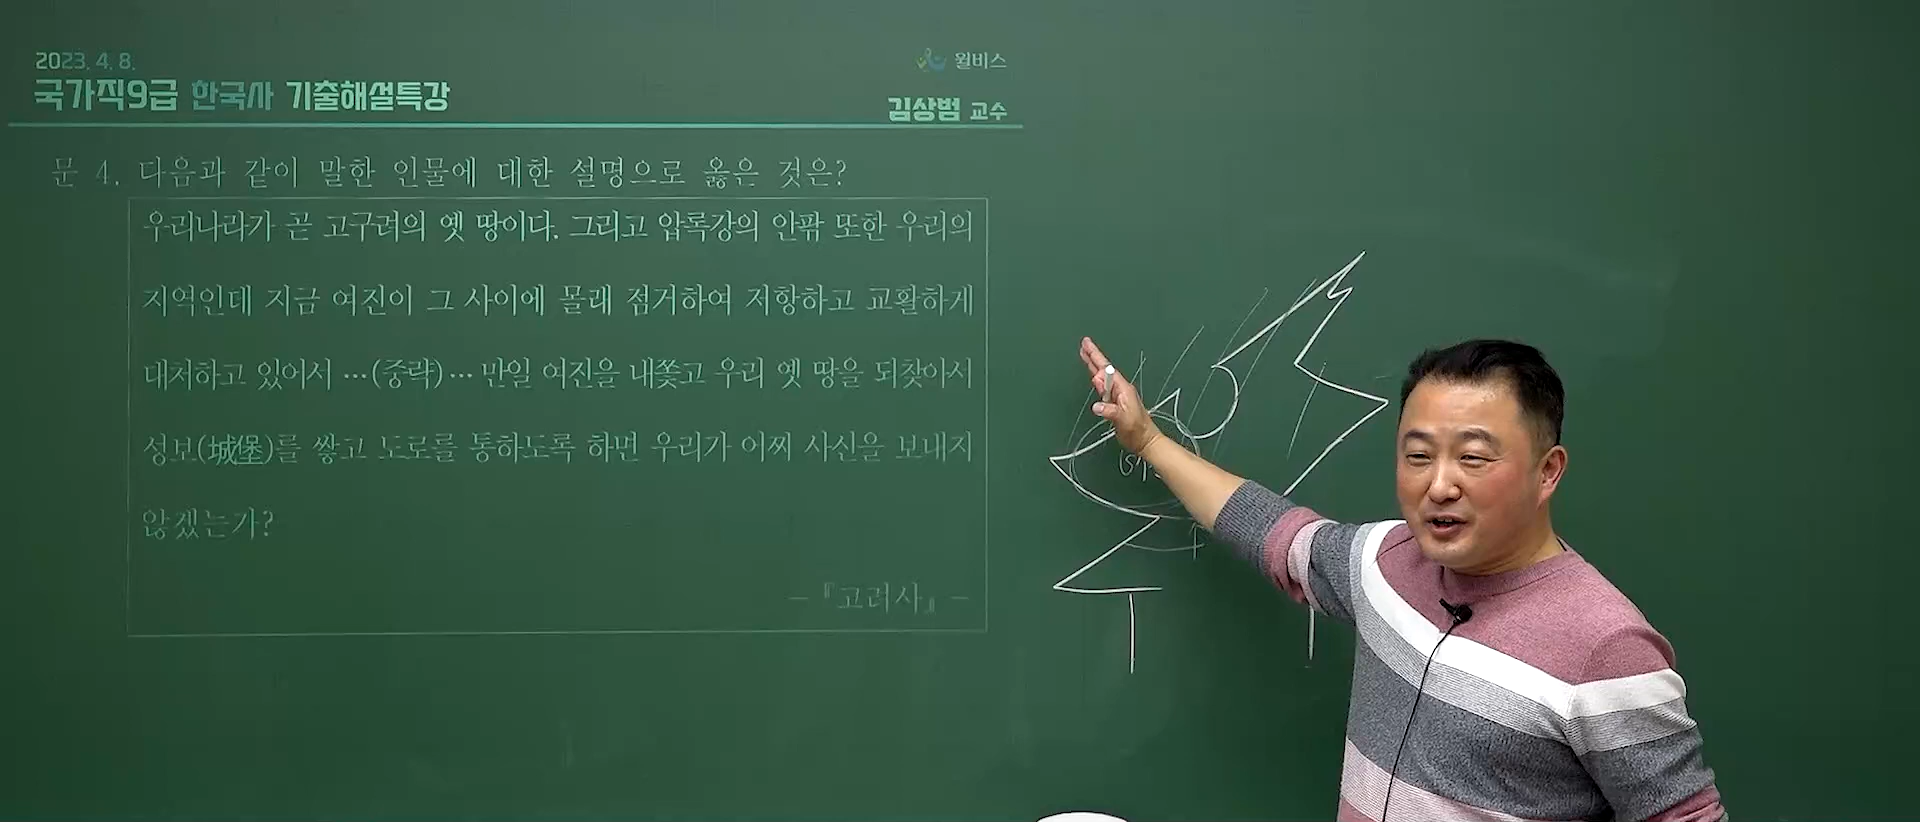 2023. 4. 8.
국가직9급 한국사 기출해설특강
윌비스
김상범 교수
문 4. 다음과 같이 말한 인물에 대한 설명으로 옳은 것은?
우리나라가 곧 고구려의 옛 땅이다. 그리고 압록강의 안팎 또한 우리의
지역인데 지금 여진이 그 사이에 몰래 점거하여 저항하고 교활하게
대처하고 있어서 …(중략)… 만일 여진을 내쫓고 우리 옛 땅을 되찾아서
성보(城堡)를 쌓고 도로를 통하도록 하면 우리가 어찌 사신을 보내지
않겠는가?
–『고려사』–